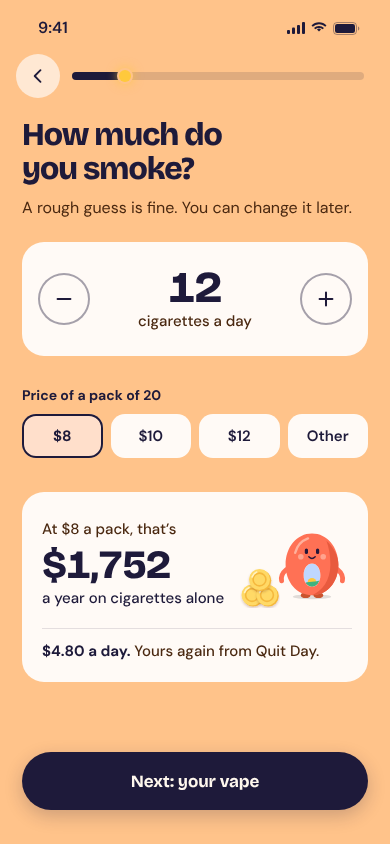 9:41
How much do
you smoke?
A rough guess is fine. You can change it later.
12
cigarettes a day
Price of a pack of 20
$8
$10
$12
Other
At $8 a pack, that’s
$1,752
a year on cigarettes alone
$4.80 a day. Yours again from Quit Day.
Next: your vape